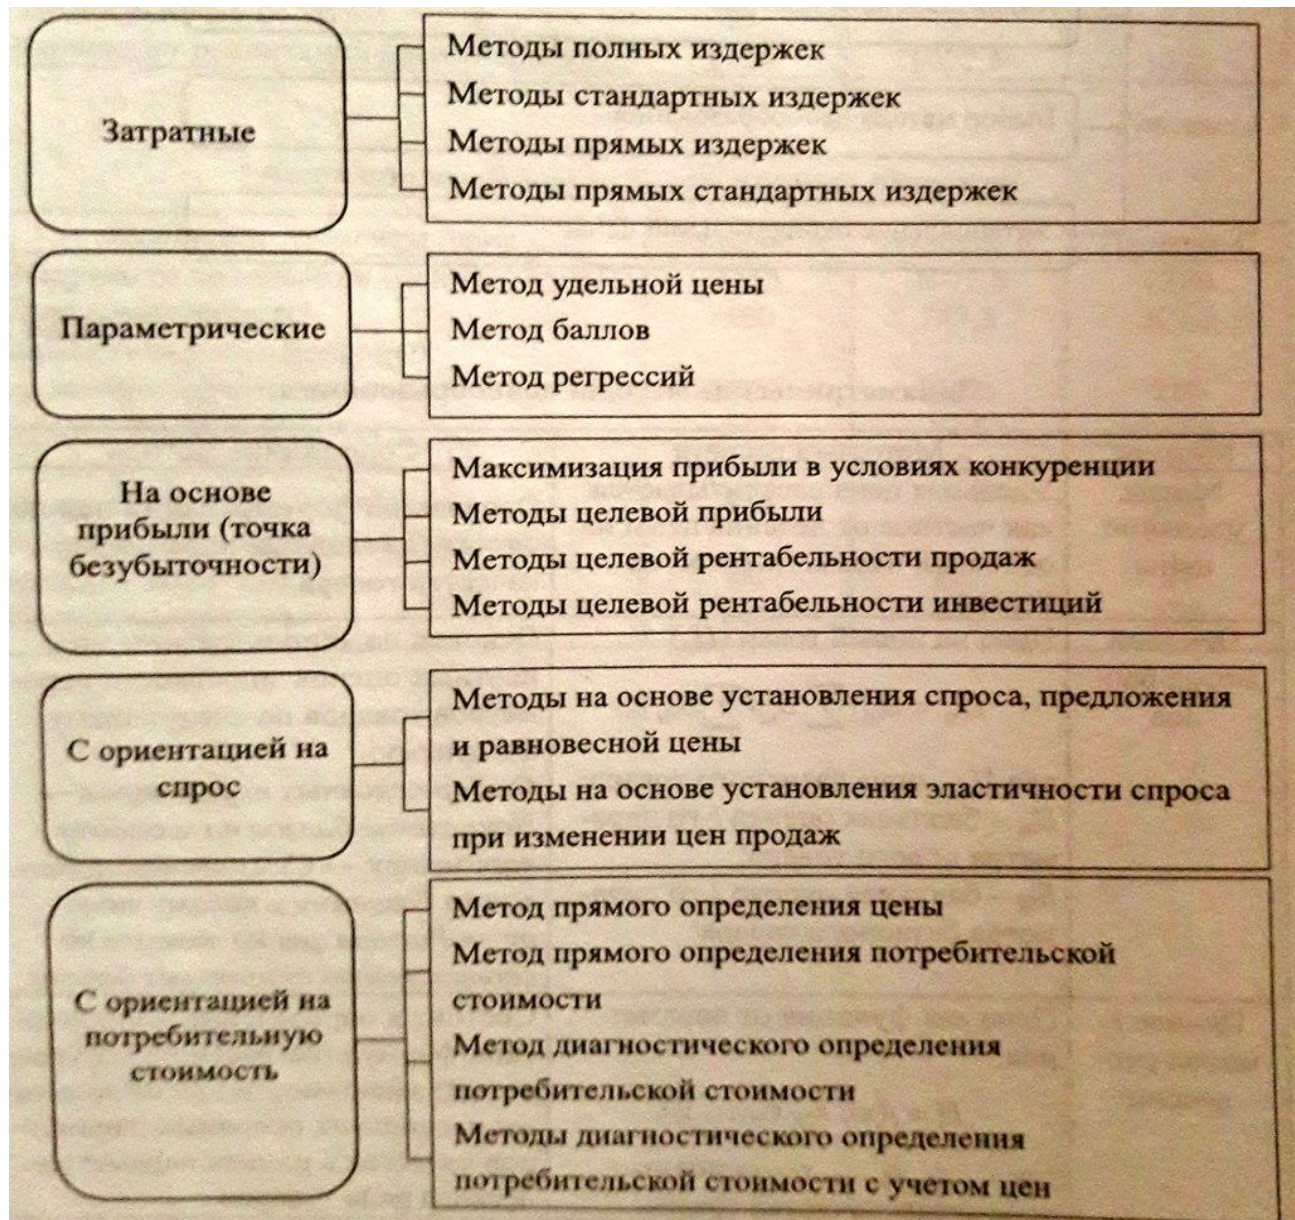 Затратные
Методы полных издержек
Методы стандартных издержек
Методы прямых издержек
Методы прямых стандартных издержек
Параметрические
Метод удельной цены
Метод баллов
Метод регрессий
На основе
прибыли (точка
безубыточности)
Максимизация прибыли в условиях конкуренции
Методы целевой прибыли
Методы целевой рентабельности продаж
Методы целевой рентабельности инвестиций
С ориентацией на
спрос
Методы на основе установления спроса, предложения
и равновесной цены
Методы на основе установления эластичности спроса
при изменении цен продаж
С ориентацией на
потребительную
стоимость
Метод прямого определения цены
Метод прямого определения потребительской
стоимости
Метод диагностического определения
потребительской стоимости
Методы диагностического определения
потребительской стоимости с учетом цен